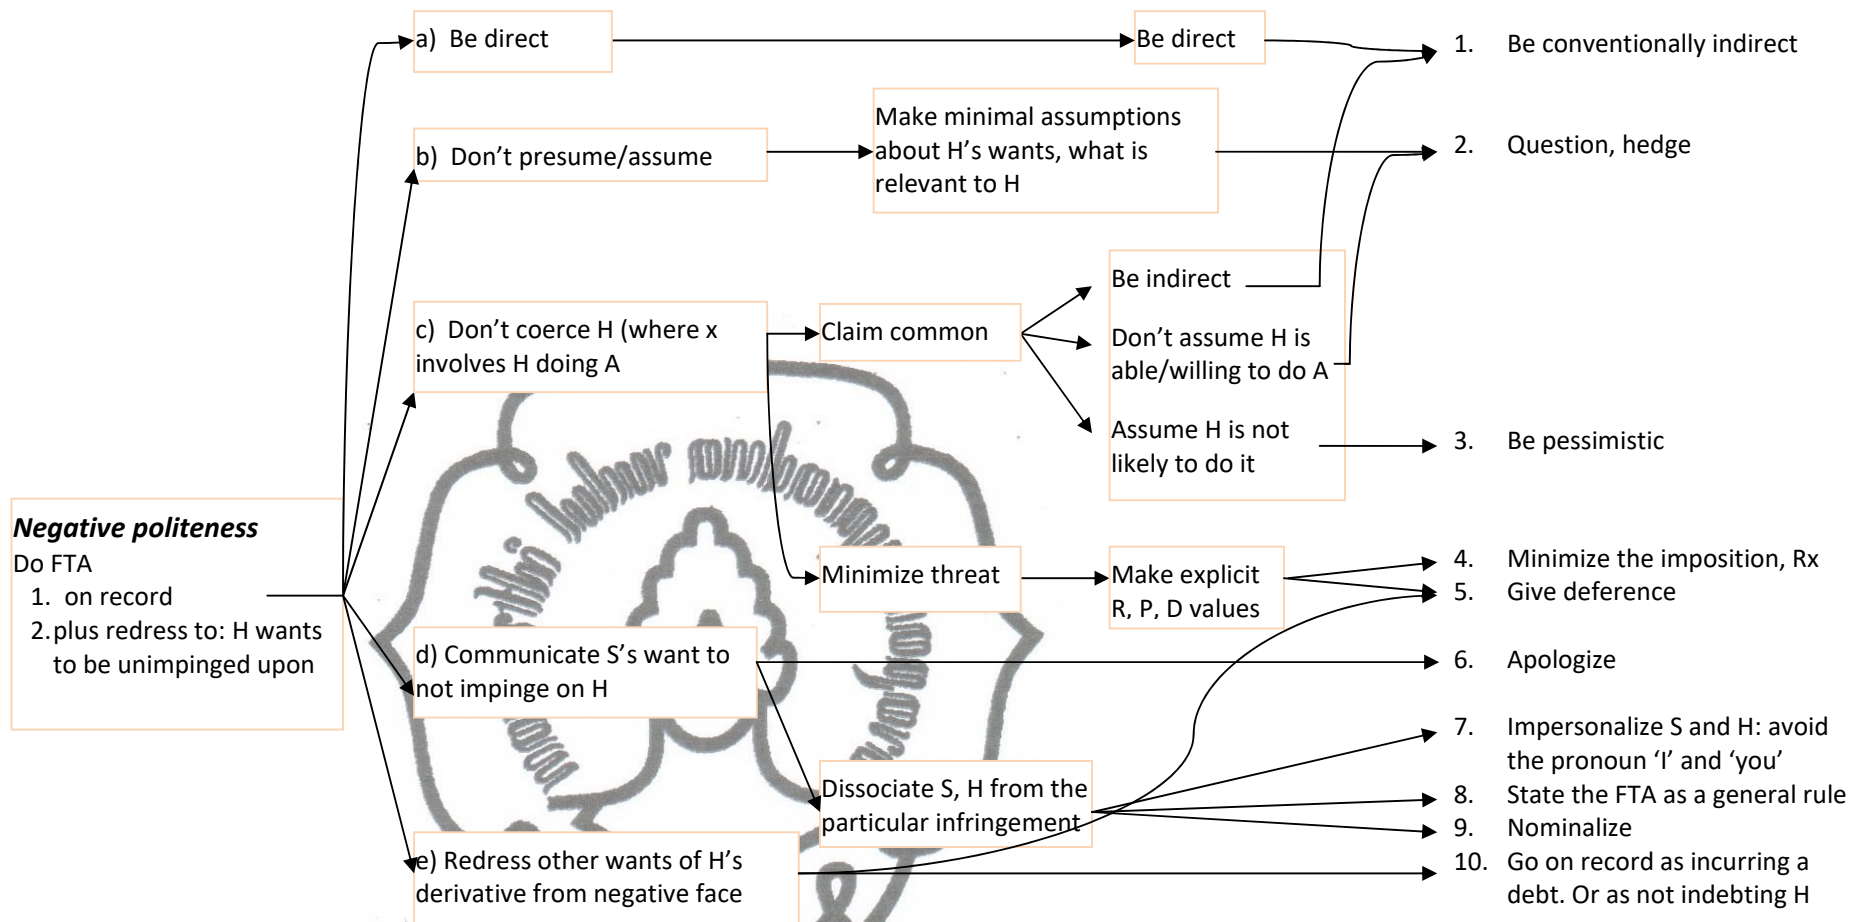 a) Be direct
Be direct
1. Be conventionally indirect
b) Don’t presume/assume
Make minimal assumptions
about H’s wants, what is
relevant to H
2. Question, hedge
c) Don’t coerce H (where x
involves H doing A
Claim common
Be indirect
Don’t assume H is
able/willing to do A
Assume H is not
likely to do it
3. Be pessimistic
Negative politeness
Do FTA
1. on record
2. plus redress to: H wants
to be unimpinged upon
Minimize threat
Make explicit
R, P, D values
4. Minimize the imposition, Rx
5. Give deference
d) Communicate S’s want to
not impinge on H
6. Apologize
Dissociate S, H from the
particular infringement
7. Impersonalize S and H: avoid
the pronoun ‘I’ and ‘you’
8. State the FTA as a general rule
9. Nominalize
e) Redress other wants of H’s
derivative from negative face
10. Go on record as incurring a
debt. Or as not indebting H